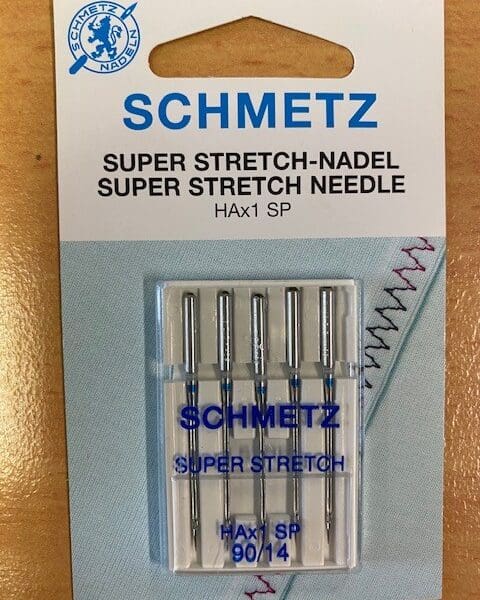 SCHMETZ
NADELN
SCHMETZ
SUPER STRETCH-NADEL
SUPER STRETCH NEEDLE
HAx1 SP
SCHMETZ
SUPER STRETCH
HAx1 SP
90/14